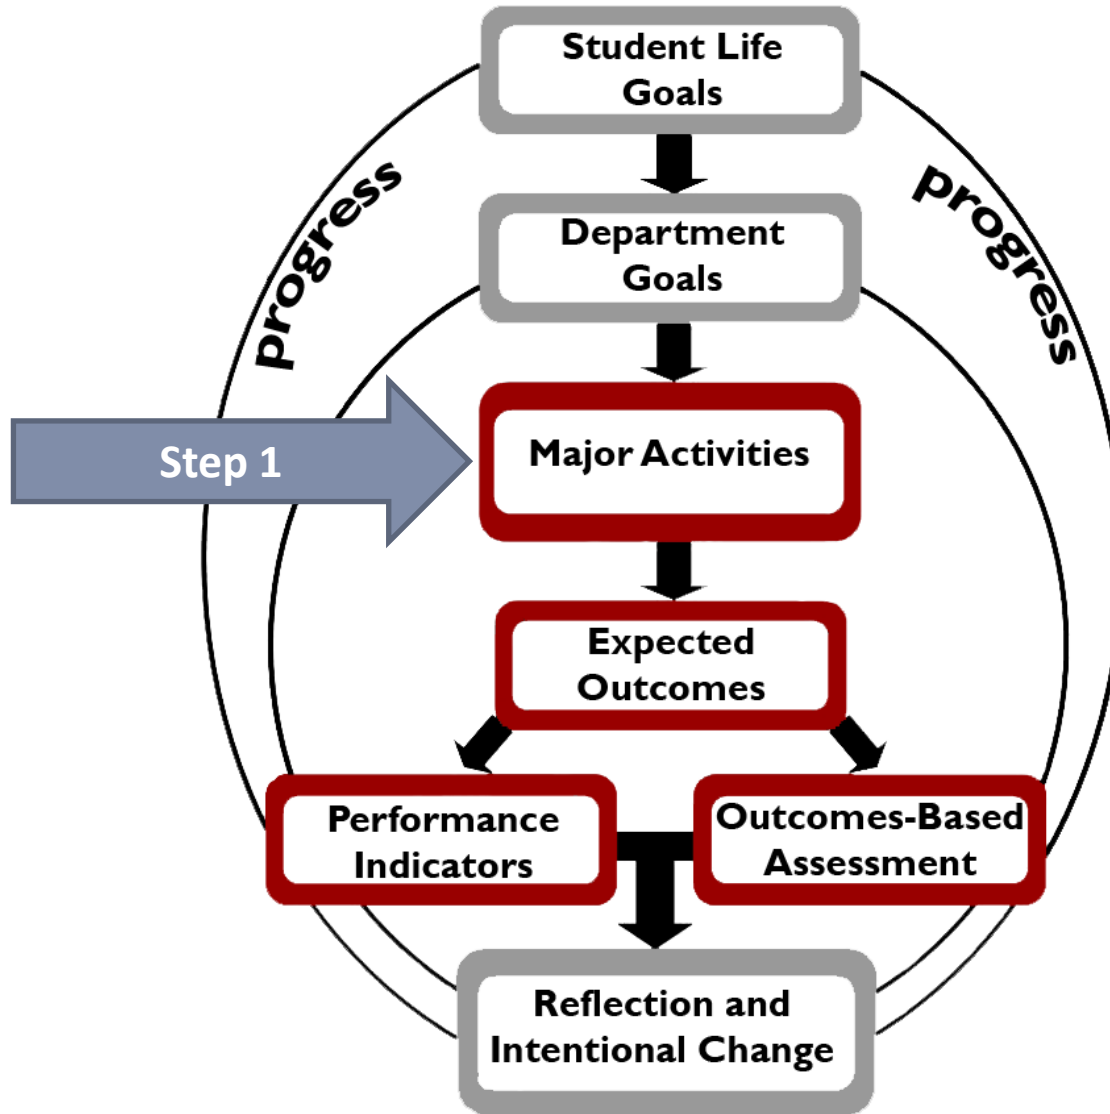 Student Life
Goals
progress
progress
Department
Goals
Step 1
Major Activities
Expected
Outcomes
Performance
Indicators
Outcomes-Based
Assessment
Reflection and
Intentional Change